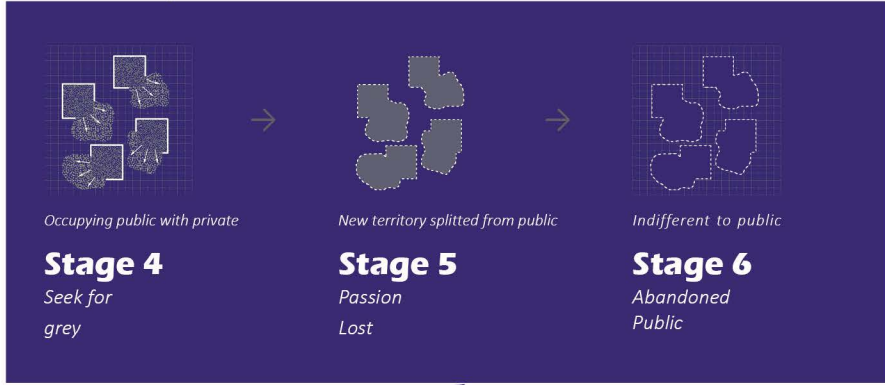 Occupying public with private
Stage 4
Seek for
grey
New territory splitted from public
Stage 5
Passion
Lost
Indifferent to public
Stage 6
Abandoned
Public